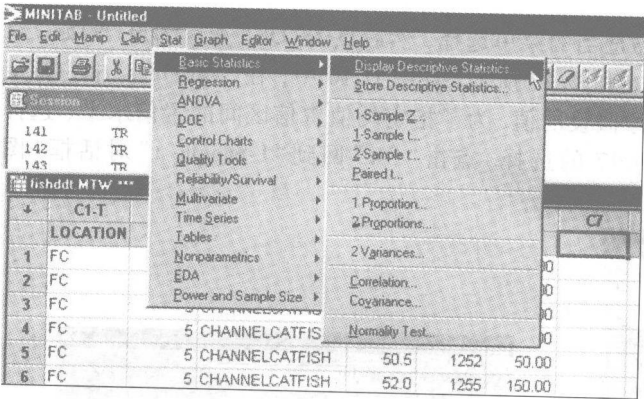 MINITAB - Untitled
File Edit Manip Calc Stat Graph Editor Window Help
Basic Statistics
Regression
ANOVA
DOE
Control Charts
Quality Tools
Reliability/Survival
Multivariate
Time Series
Tables
Nonparametrics
EDA
Power and Sample Size
Display Descriptive Statistics...
Store Descriptive Statistics...
1-Sample Z...
1-Sample t...
2-Sample t...
Paired t...
1 Proportion...
2 Proportions...
2 Variances...
Correlation...
Covariance...
Normality Test...
Session
141 TR
142 TR
143 TR
fishddt.MTW ***
C1-T C7
LOCATION
1 FC
2 FC
3 FC
4 FC 5 CHANNELCATFIS
5 FC 5 CHANNELCATFISH 50.5 1252 50.00
6 FC 5 CHANNELCATFISH 52.0 1255 150.00